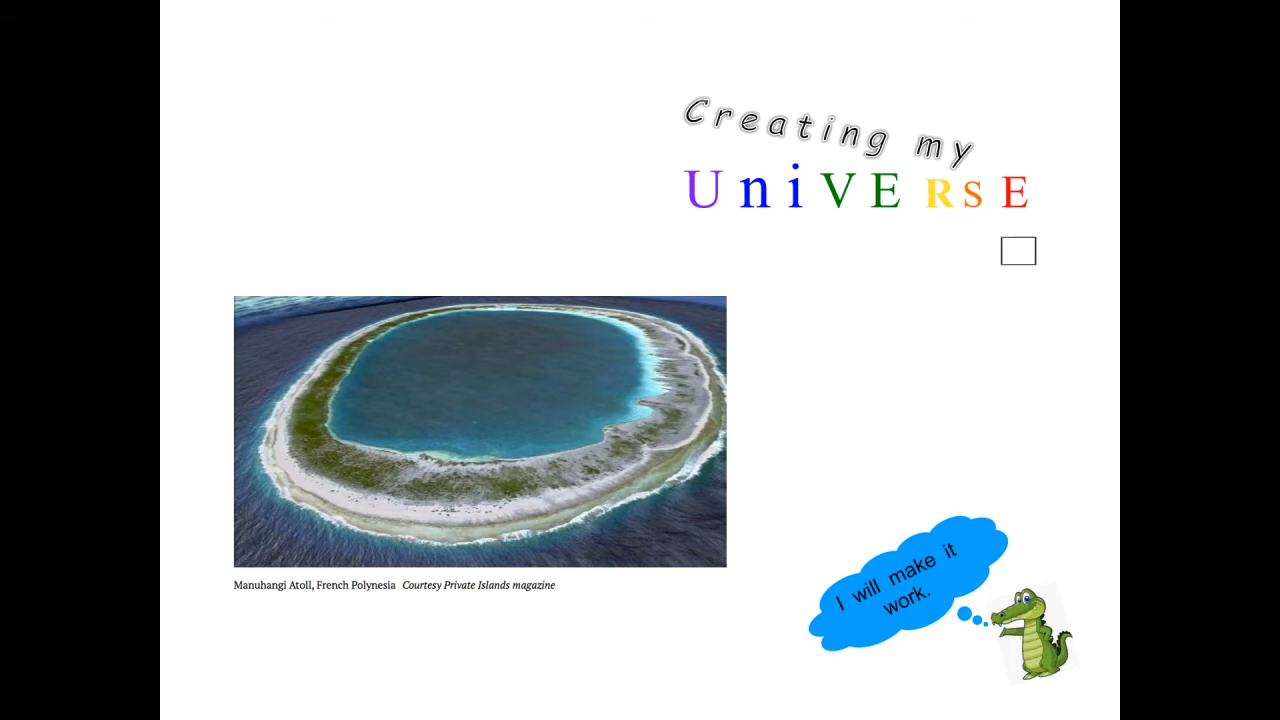 Creating my
UniVERSE
Manuhangi Atoll, French Polynesia Courtesy Private Islands magazine
I will make it
work.